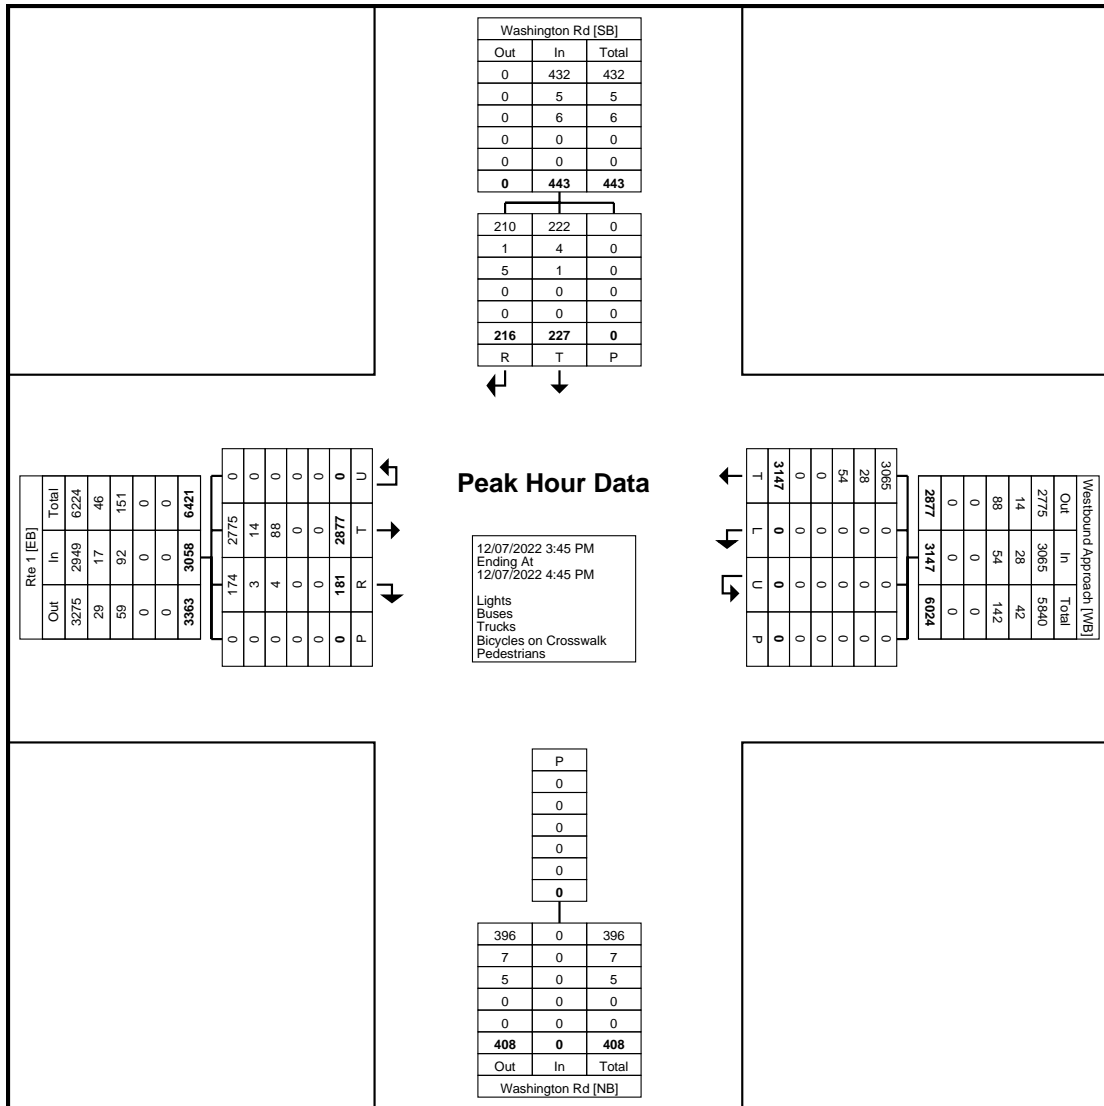 Washington Rd [SB]
Out In Total
0 432 432
0 5 5
0 6 6
0 0 0
0 0 0
0 443 443
210 222 0
1 4 0
5 1 0
0 0 0
0 0 0
216 227 0
R T P
Rte 1 [EB]
Total In Out
6224 2949 3275
46 17 29
151 92 59
0 0 0
0 0 0
6421 3058 3363
0 2775 174 0
0 14 3 0
0 88 4 0
0 0 0 0
0 0 0 0
0 2877 181 0
U T R P
Peak Hour Data
12/07/2022 3:45 PM
Ending At
12/07/2022 4:45 PM
Lights
Buses
Trucks
Bicycles on Crosswalk
Pedestrians
3065 0 0 0
28 0 0 0
54 0 0 0
0 0 0 0
0 0 0 0
3147 0 0 0
T L U P
Westbound Approach [WB]
Out In Total
2775 3065 5840
14 28 42
88 54 142
0 0 0
0 0 0
2877 3147 6024
P
0
0
0
0
0
0
396 0 396
7 0 7
5 0 5
0 0 0
0 0 0
408 0 408
Out In Total
Washington Rd [NB]